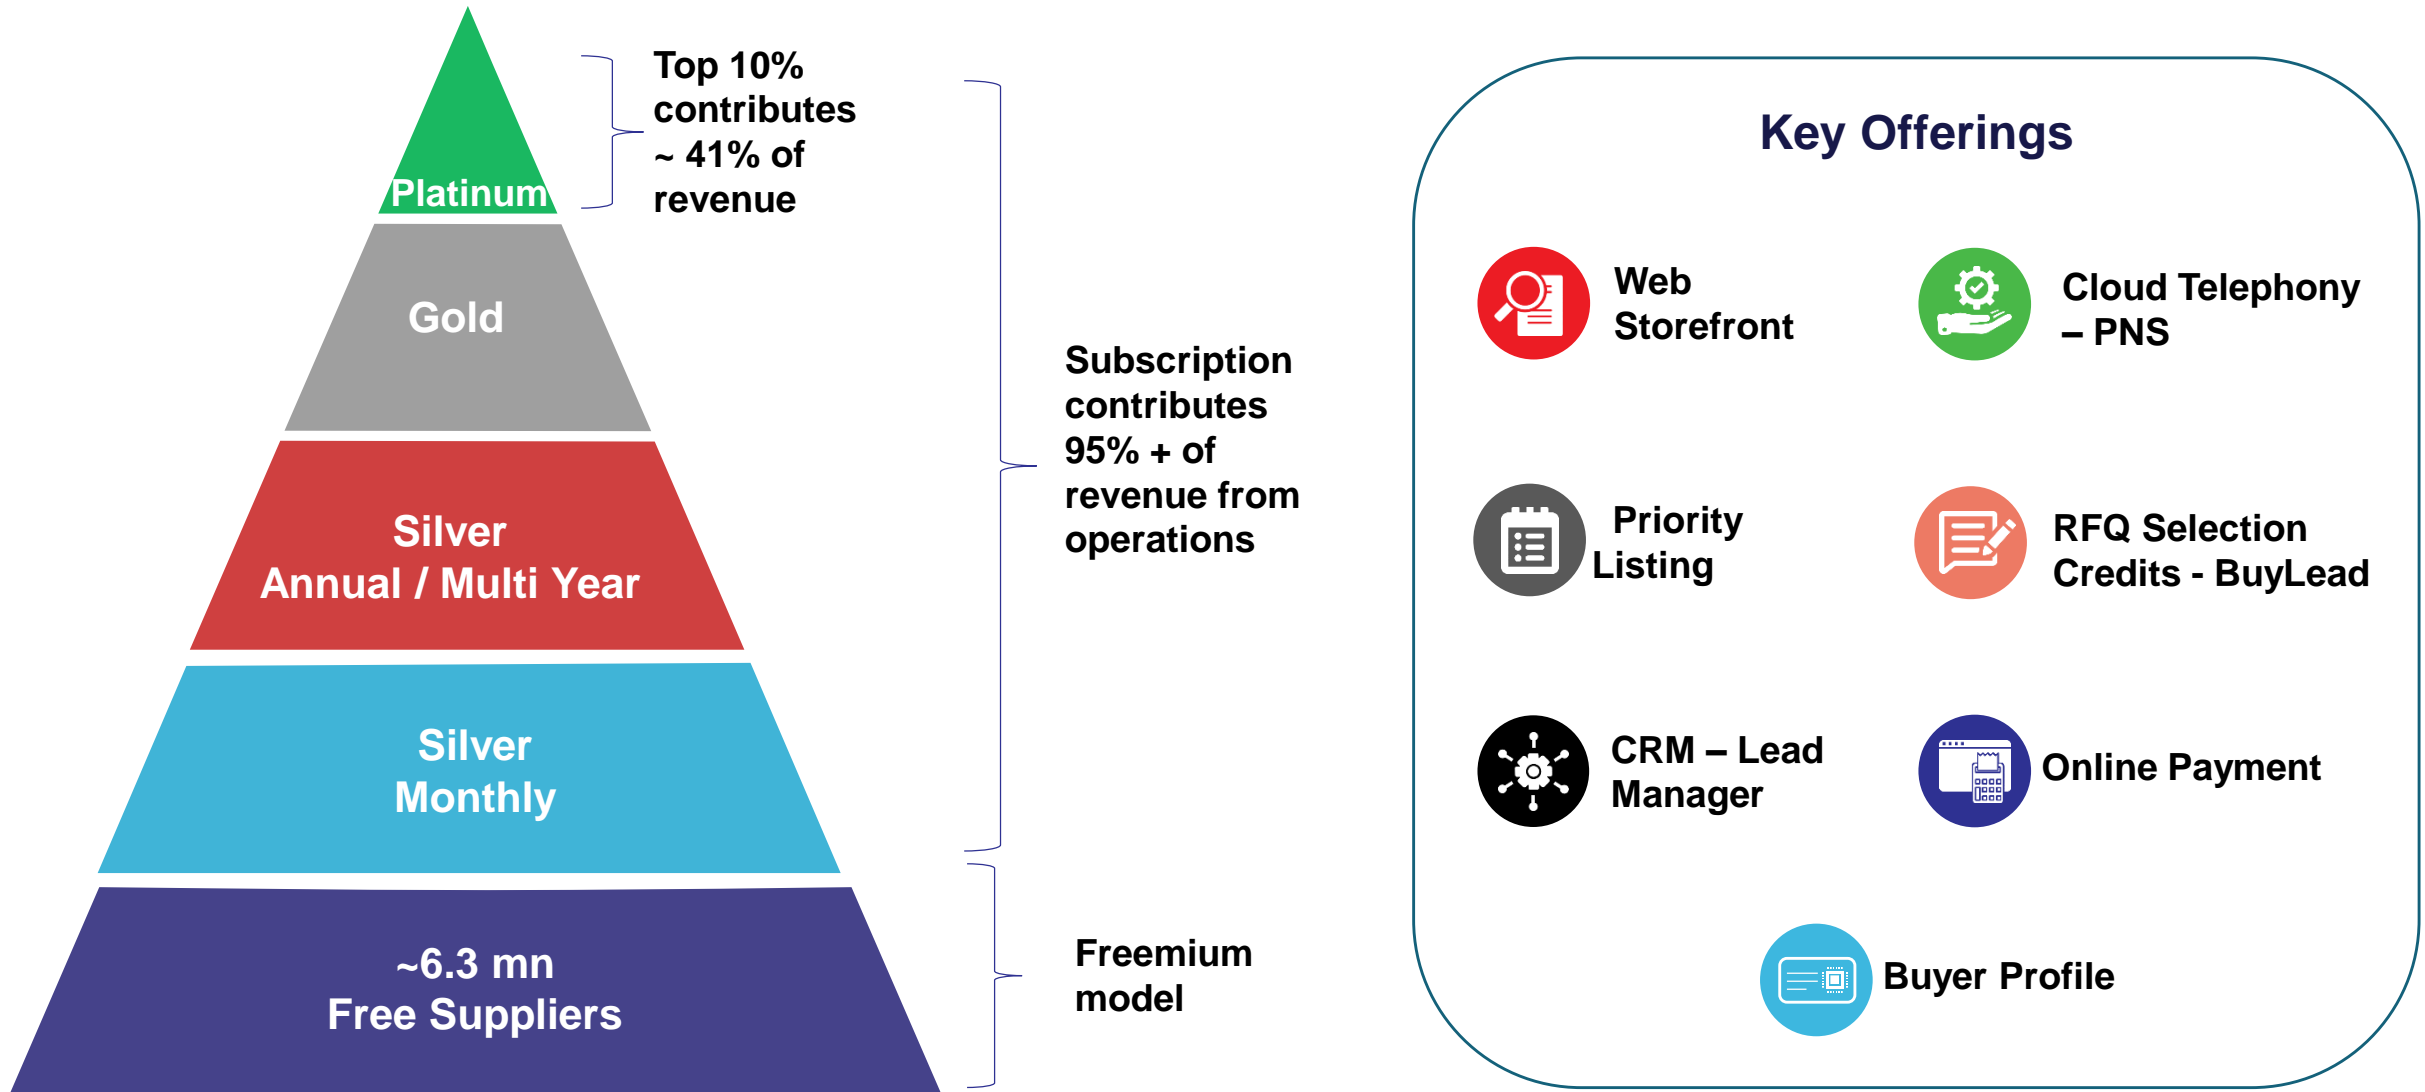 Platinum
Gold
Silver
Annual / Multi Year
Silver
Monthly
~6.3 mn
Free Suppliers
Top 10%
contributes
~ 41% of
revenue
Subscription
contributes
95% + of
revenue from
operations
Freemium
model
Key Offerings
Web
Storefront
Cloud Telephony
– PNS
Priority
Listing
RFQ Selection
Credits - BuyLead
CRM – Lead
Manager
Online Payment
Buyer Profile